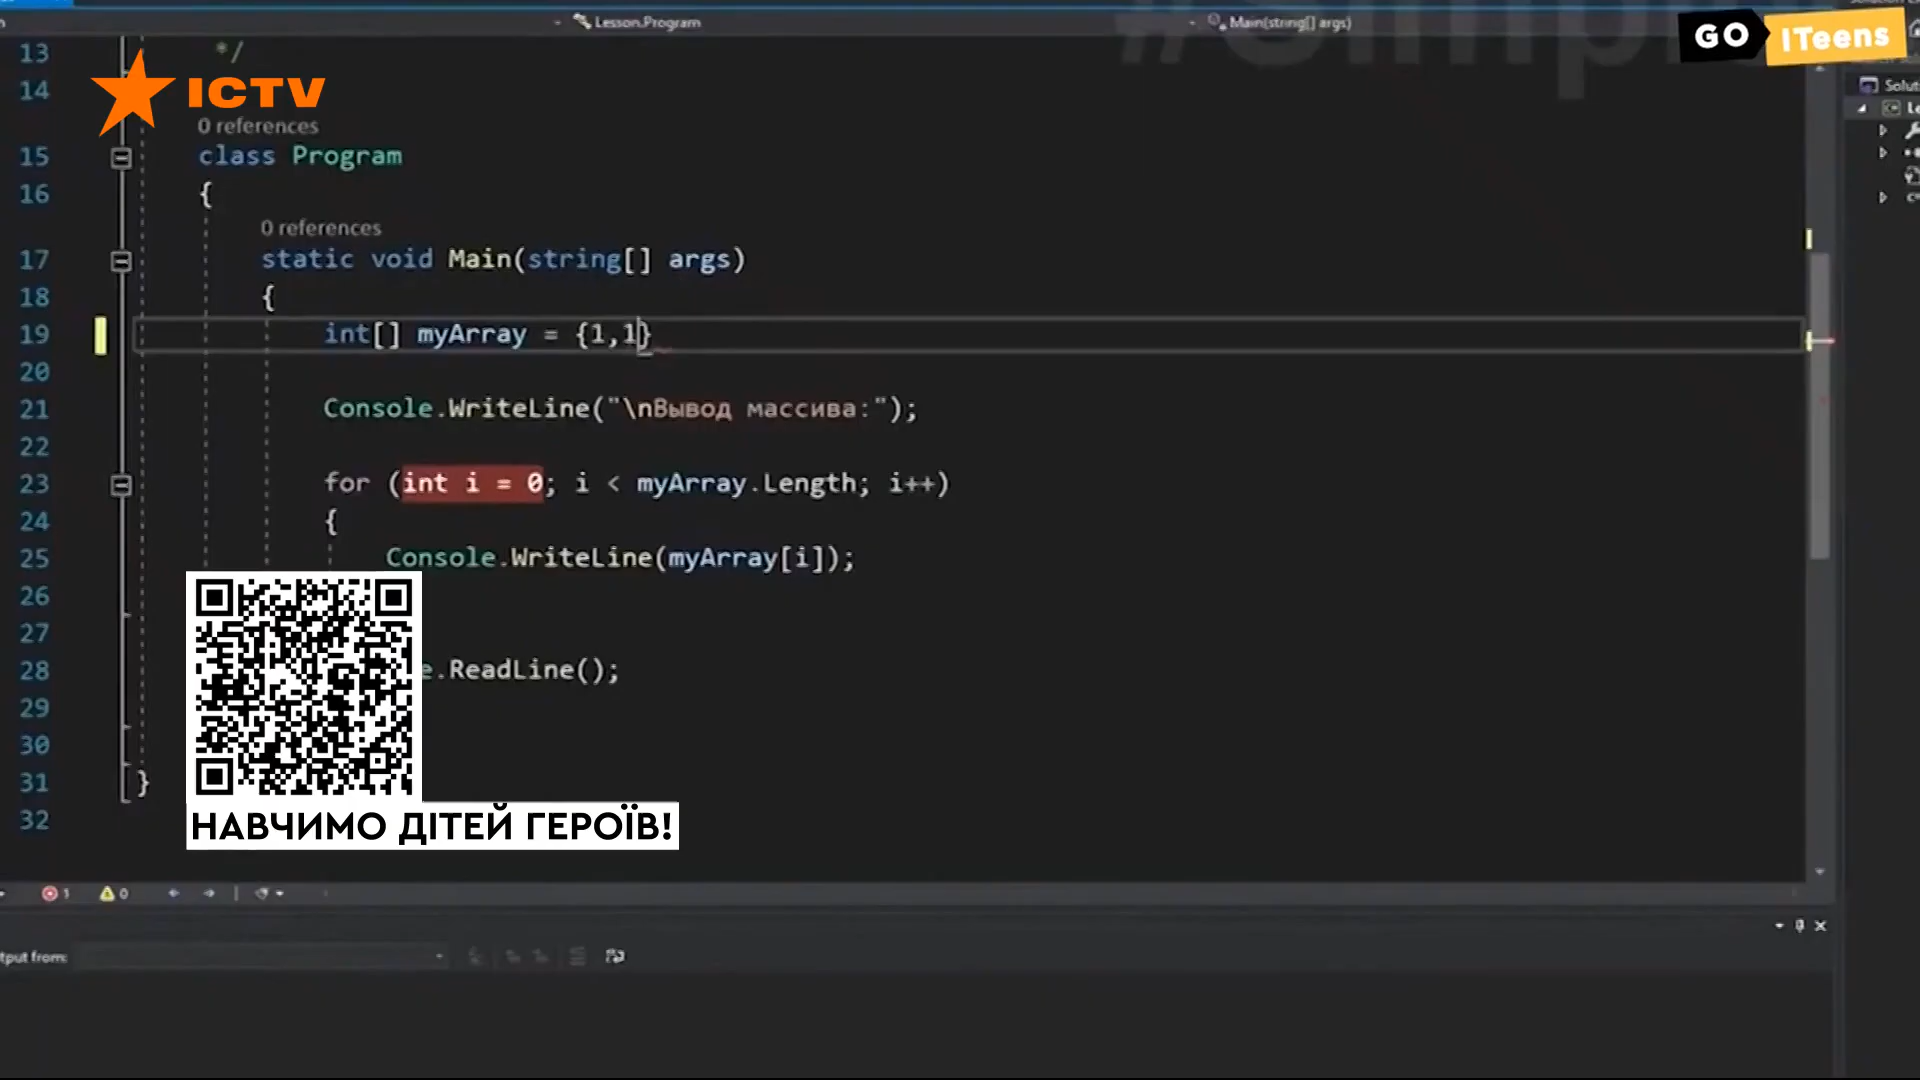 Lesson.Program
Main(string[] args)
GO ITeens
13 */
ICTV
14
0 references
15 class Program
16 {
0 references
17 static void Main(string[] args)
18 {
19 int[] myArray = {1,1}
20
21 Console.WriteLine("\nВывод массива:");
22
23 for (int i = 0; i < myArray.Length; i++)
24 {
25 Console.WriteLine(myArray[i]);
26
27
28 e.ReadLine();
29
30
31 }
32
НАВЧИМО ДІТЕЙ ГЕРОЇВ!
1 0
tput from: